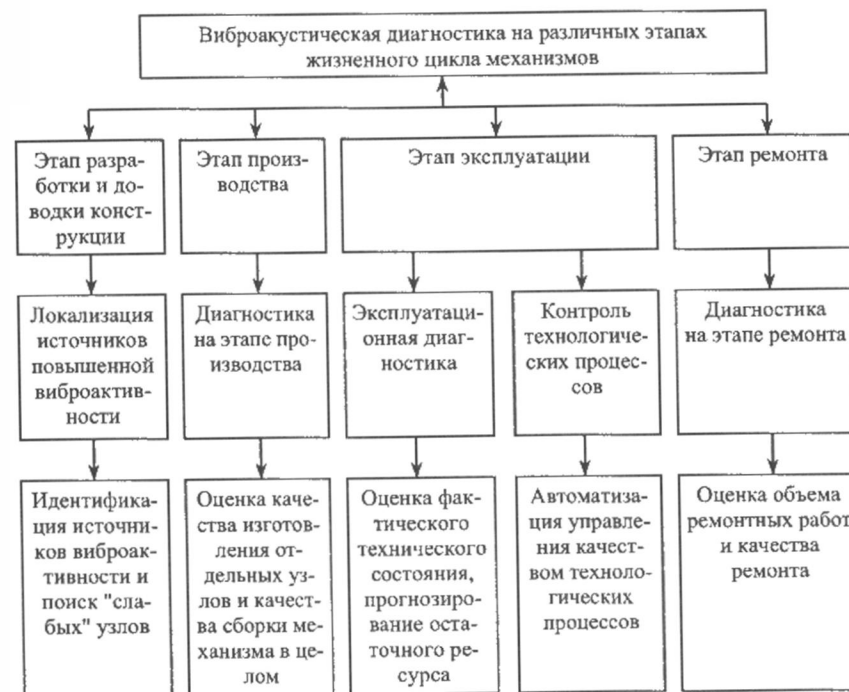 Виброакустическая диагностика на различных этапах
жизненного цикла механизмов
Этап разра-
ботки и до-
водки конст-
рукции
Этап произ-
водства
Этап эксплуатации
Этап ремонта
Локализация
источников
повышенной
виброактив-
ности
Диагностика
на этапе про-
изводства
Эксплуатаци-
онная диаг-
ностика
Контроль
технологиче-
ских процес-
сов
Диагностика
на этапе ремонта
Идентифика-
ция источни-
ков виброак-
тивности и
поиск "сла-
бых" узлов
Оценка каче-
ства изготов-
ления от-
дельных уз-
лов и качест-
ва сборки ме-
ханизма в це-
лом
Оценка фак-
тического
технического
состояния,
прогнозиро-
вание оста-
точного ре-
сурса
Автоматиза-
ция управле-
ния качест-
вом техноло-
гических
процессов
Оценка объема
ремонтных работ
и качества
ремонта